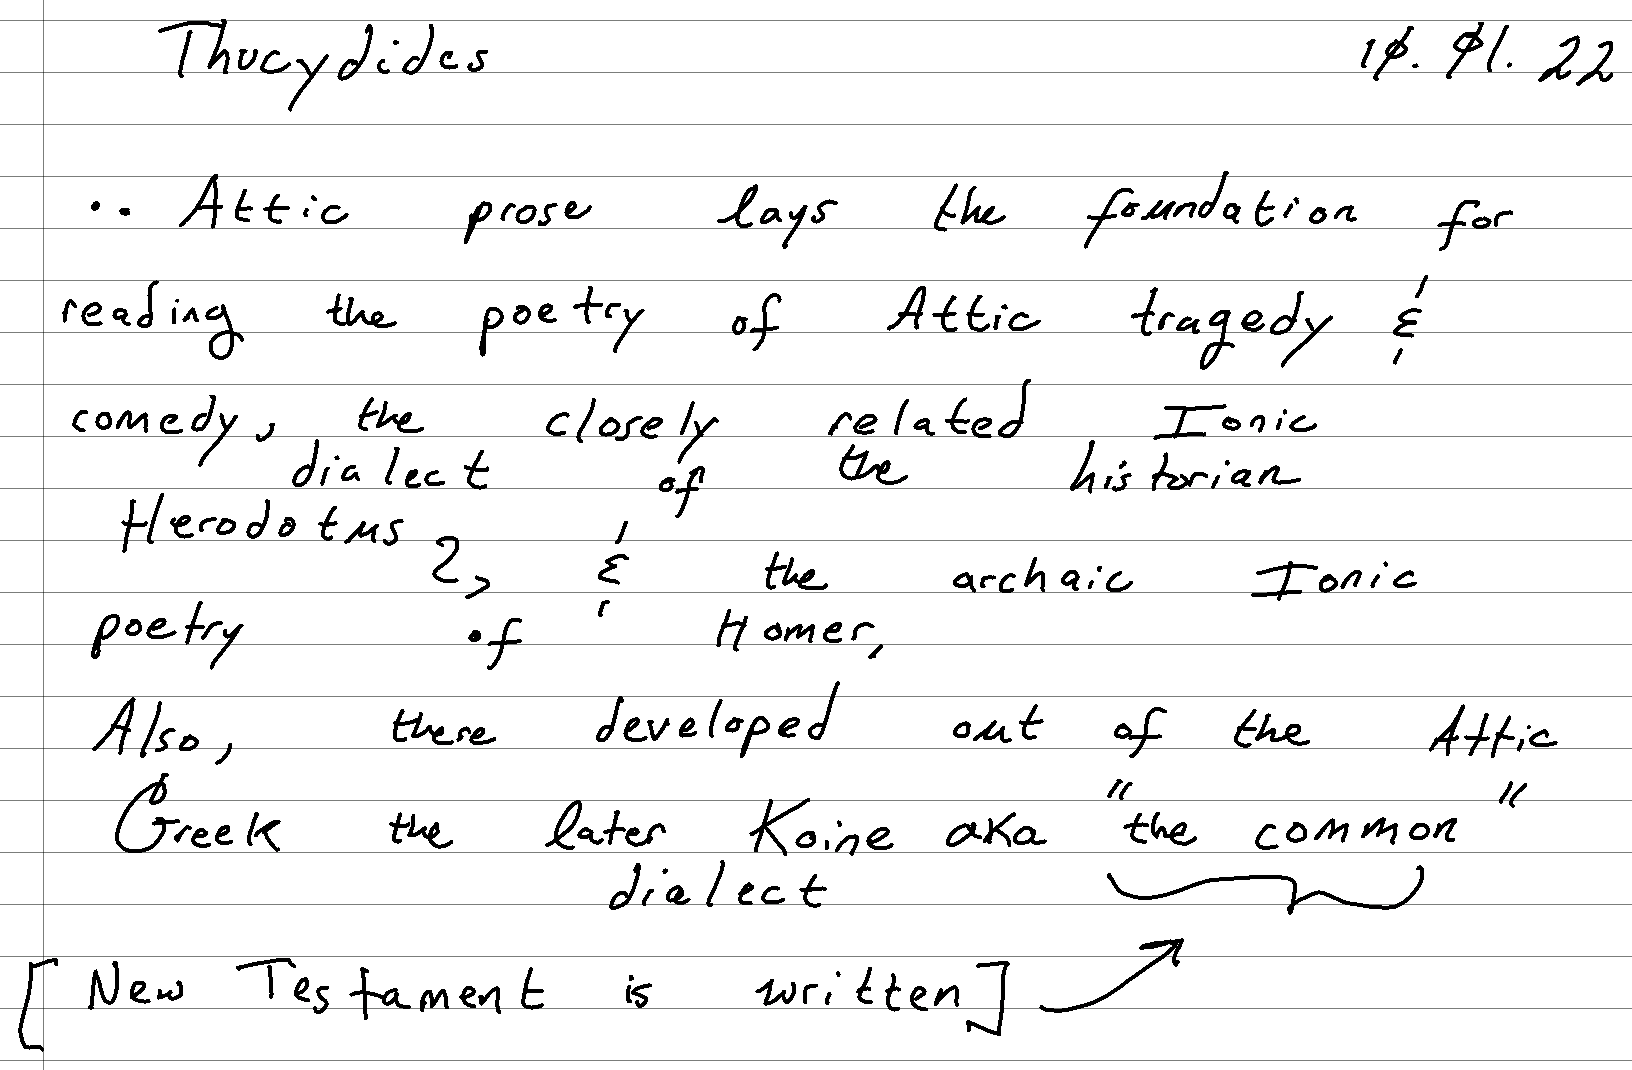 Thucydides 10. 01. 22
.. Attic prose lays the foundation for
reading the poetry of Attic tragedy &
comedy, the closely related Ionic
dialect of the historian
Herodotus 2, & the archaic Ionic
poetry of Homer,
Also, there developed out of the Attic
Greek the later Koine aka "the common"
dialect
[New Testament is written]